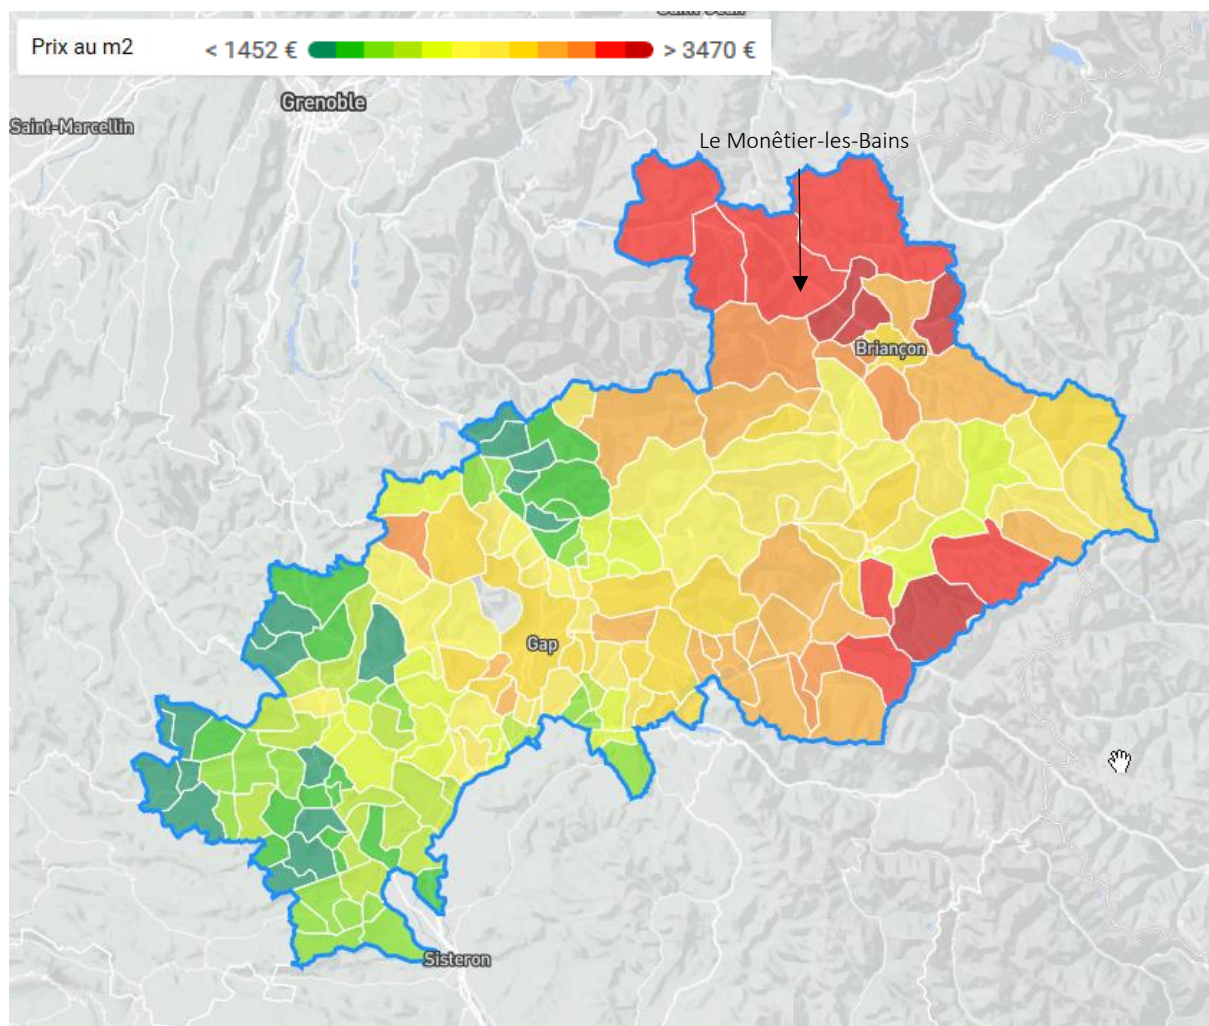 Prix au m2 < 1452 € > 3470 €
Grenoble
Saint-Marcellin
Le Monêtier-les-Bains
Briançon
Gap
Sisteron